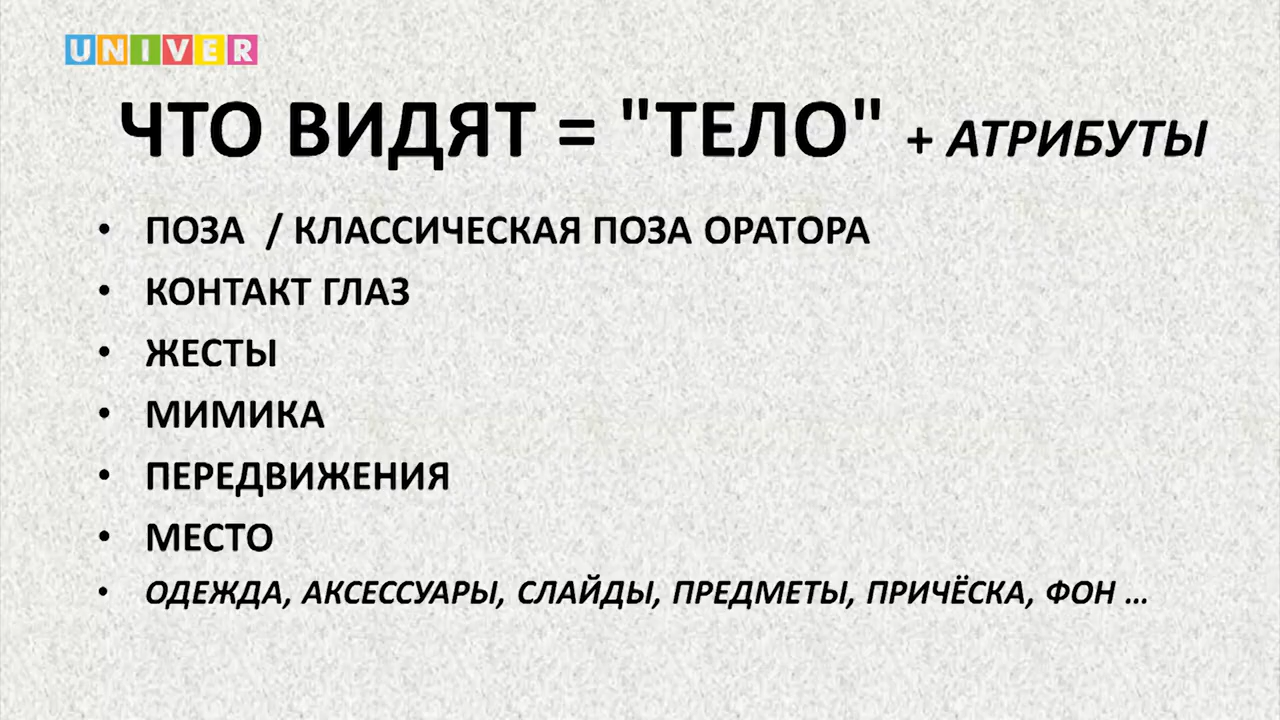 UNIVER
ЧТО ВИДЯТ = "ТЕЛО" + АТРИБУТЫ
• ПОЗА / КЛАССИЧЕСКАЯ ПОЗА ОРАТОРА
• КОНТАКТ ГЛАЗ
• ЖЕСТЫ
• МИМИКА
• ПЕРЕДВИЖЕНИЯ
• МЕСТО
• ОДЕЖДА, АКСЕССУАРЫ, СЛАЙДЫ, ПРЕДМЕТЫ, ПРИЧЁСКА, ФОН ...